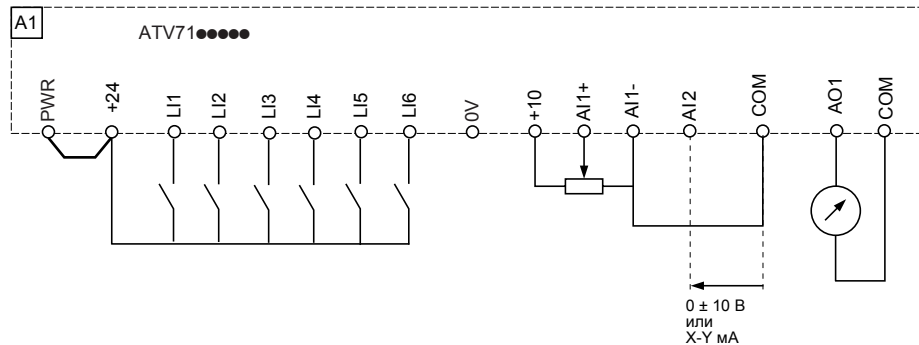 A1
ATV71●●●●●
PWR
+24
LI1
LI2
LI3
LI4
LI5
LI6
0V
+10
AI1+
AI1-
AI2
COM
AO1
COM
0 ± 10 В
или
X-Y мА